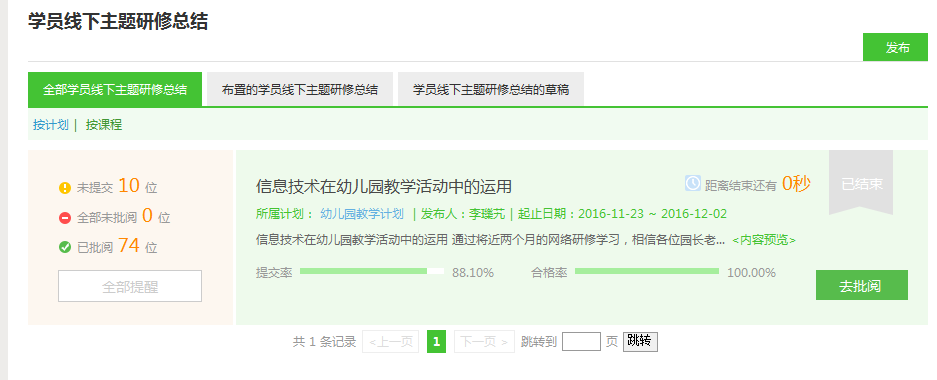 学员线下主题研修总结
发布
全部学员线下主题研修总结 布置的学员线下主题研修总结 学员线下主题研修总结的草稿
按计划 | 按课程
未提交 10 位
全部未批阅 0 位
已批阅 74 位
全部提醒
信息技术在幼儿园教学活动中的运用
距离结束还有 0秒
已结束
所属计划： 幼儿园教学计划 | 发布人：李瓍艽 | 起止日期：2016-11-23 ~ 2016-12-02
信息技术在幼儿园教学活动中的运用 通过将近两个月的网络研修学习，相信各位园长老... <内容预览>
提交率 88.10% 合格率 100.00%
去批阅
共 1 条记录 <上一页 1 下一页 > 跳转到 页 跳转